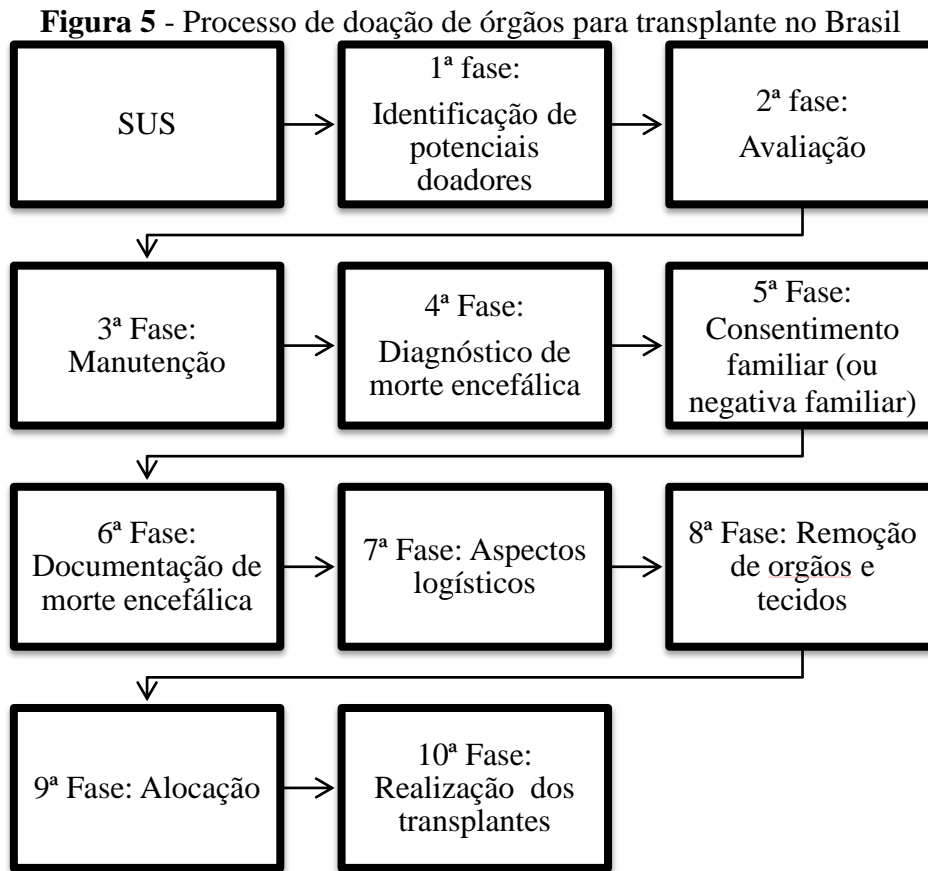 Figura 5 - Processo de doação de órgãos para transplante no Brasil
SUS
1ª fase:
Identificação de
potenciais
doadores
2ª fase:
Avaliação
3ª Fase:
Manutenção
4ª Fase:
Diagnóstico de
morte encefálica
5ª Fase:
Consentimento
familiar (ou
negativa familiar)
6ª Fase:
Documentação de
morte encefálica
7ª Fase: Aspectos
logísticos
8ª Fase: Remoção
de orgãos e
tecidos
9ª Fase: Alocação
10ª Fase:
Realização dos
transplantes